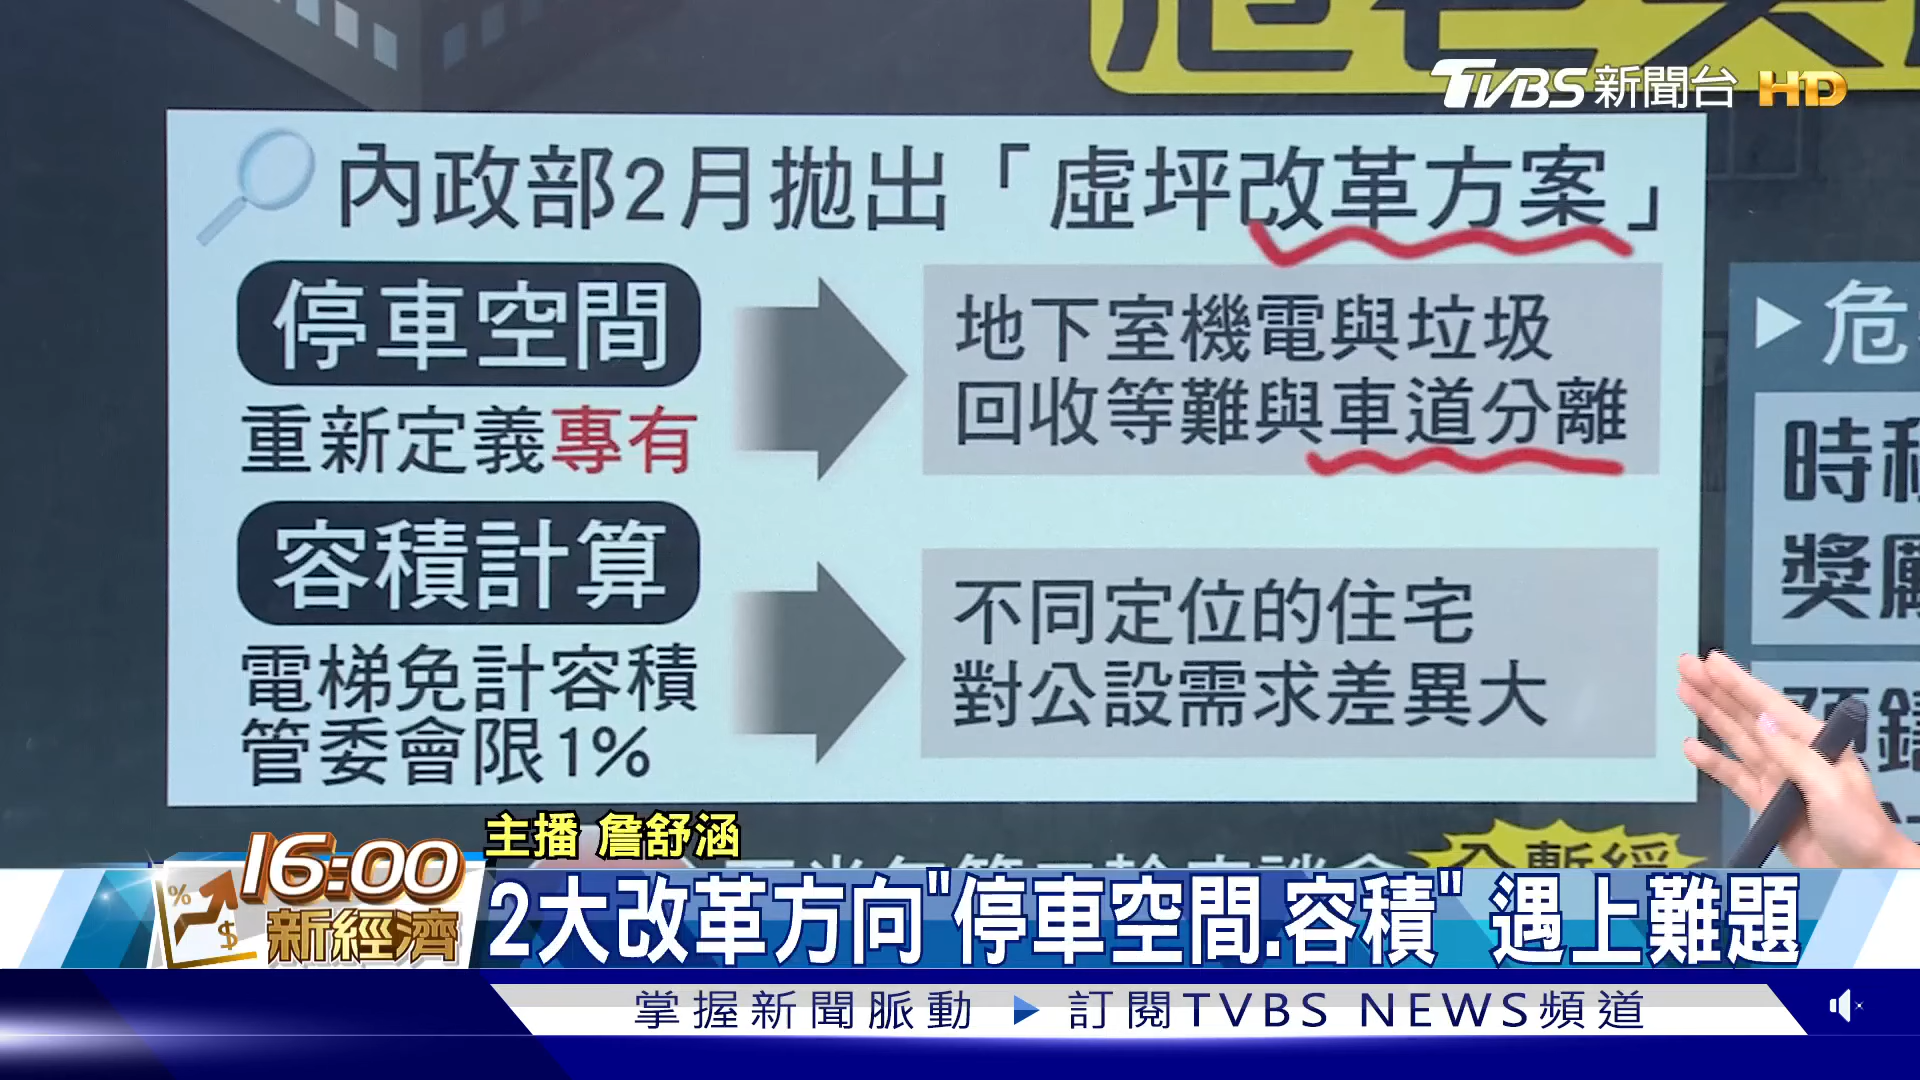 TVBS新聞台 HD
內政部2月拋出「虛坪改革方案」
停車空間
重新定義專有
地下室機電與垃圾
回收等難與車道分離
容積計算
電梯免計容積
管委會限1%
不同定位的住宅
對公設需求差異大
危
時
獎
主播 詹舒涵
16:00
新經濟
% $
2大改革方向"停車空間.容積" 遇上難題
掌握新聞脈動 ▶ 訂閱TVBS NEWS頻道